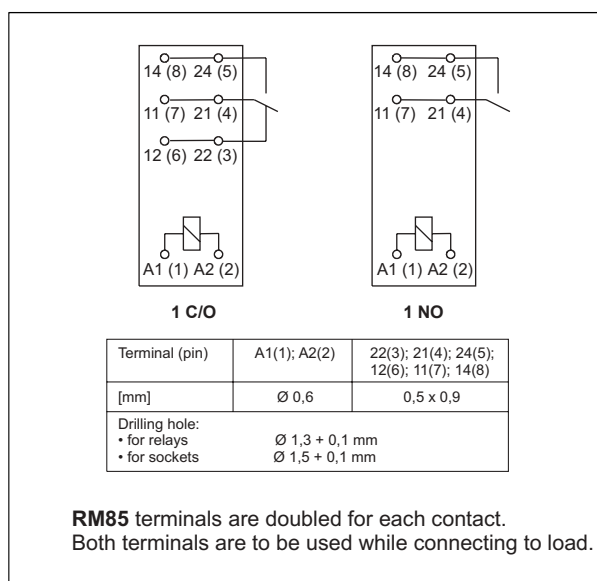 14 (8) 24 (5)
11 (7) 21 (4)
12 (6) 22 (3)
A1 (1) A2 (2)
1 C/O
14 (8) 24 (5)
11 (7) 21 (4)
A1 (1) A2 (2)
1 NO
Terminal (pin) A1(1); A2(2) 22(3); 21(4); 24(5);
12(6); 11(7); 14(8)
[mm] Ø 0,6 0,5 x 0,9
Drilling hole:
• for relays Ø 1,3 + 0,1 mm
• for sockets Ø 1,5 + 0,1 mm
RM85 terminals are doubled for each contact.
Both terminals are to be used while connecting to load.